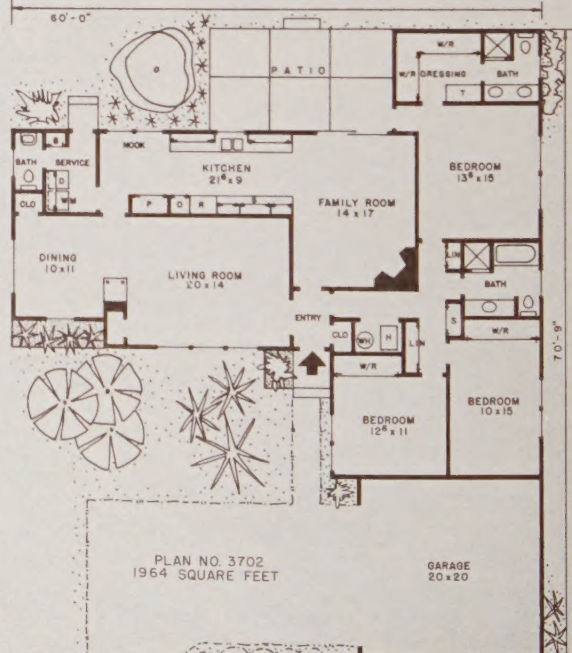 60'-0"
W/R
PATIO
W/R DRESSING
BATH
T
NOOK
BATH
B
SERVICE
KITCHEN
21⁶ x 9
BEDROOM
13⁶ x 15
D
FAMILY ROOM
14 x 17
CLO
W M
P
O
R
DINING
10 x 11
LIVING ROOM
20 x 14
LIN
BATH
ENTRY
S
CLO
WH
H
LIN
W/R
70'-9"
W/R
BEDROOM
10 x 15
BEDROOM
12⁶ x 11
PLAN NO. 3702
1964 SQUARE FEET
GARAGE
20 x 20